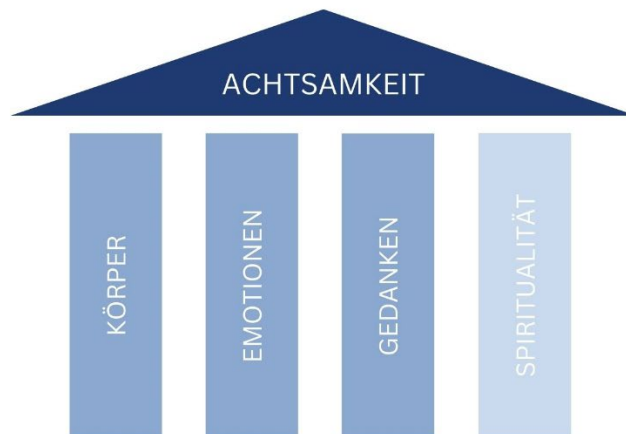 ACHTSAMKEIT
KÖRPER
EMOTIONEN
GEDANKEN
SPIRITUALITÄT